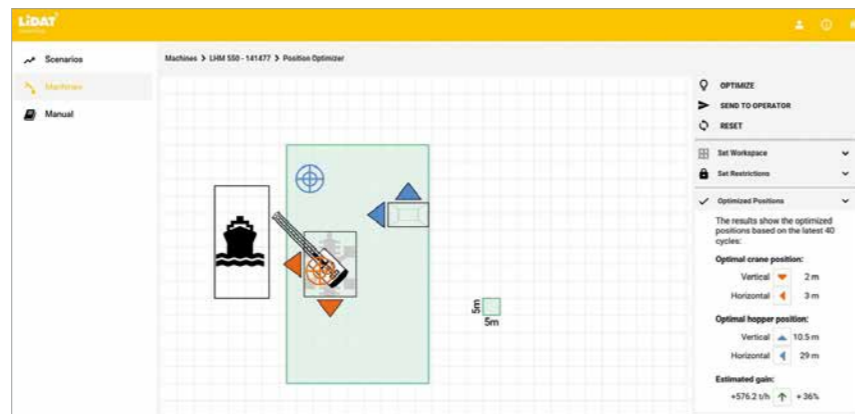 LiDAT
Scenarios
Machines
Manual
Machines > LHM 550 - 141477 > Position Optimizer
5m
5m
OPTIMIZE
SEND TO OPERATOR
RESET
Set Workspace
Set Restrictions
Optimized Positions
The results show the optimized
positions based on the latest 40
cycles:
Optimal crane position:
Vertical 2 m
Horizontal 3 m
Optimal hopper position:
Vertical 10.5 m
Horizontal 29 m
Estimated gain:
+576.2 t/h + 36%